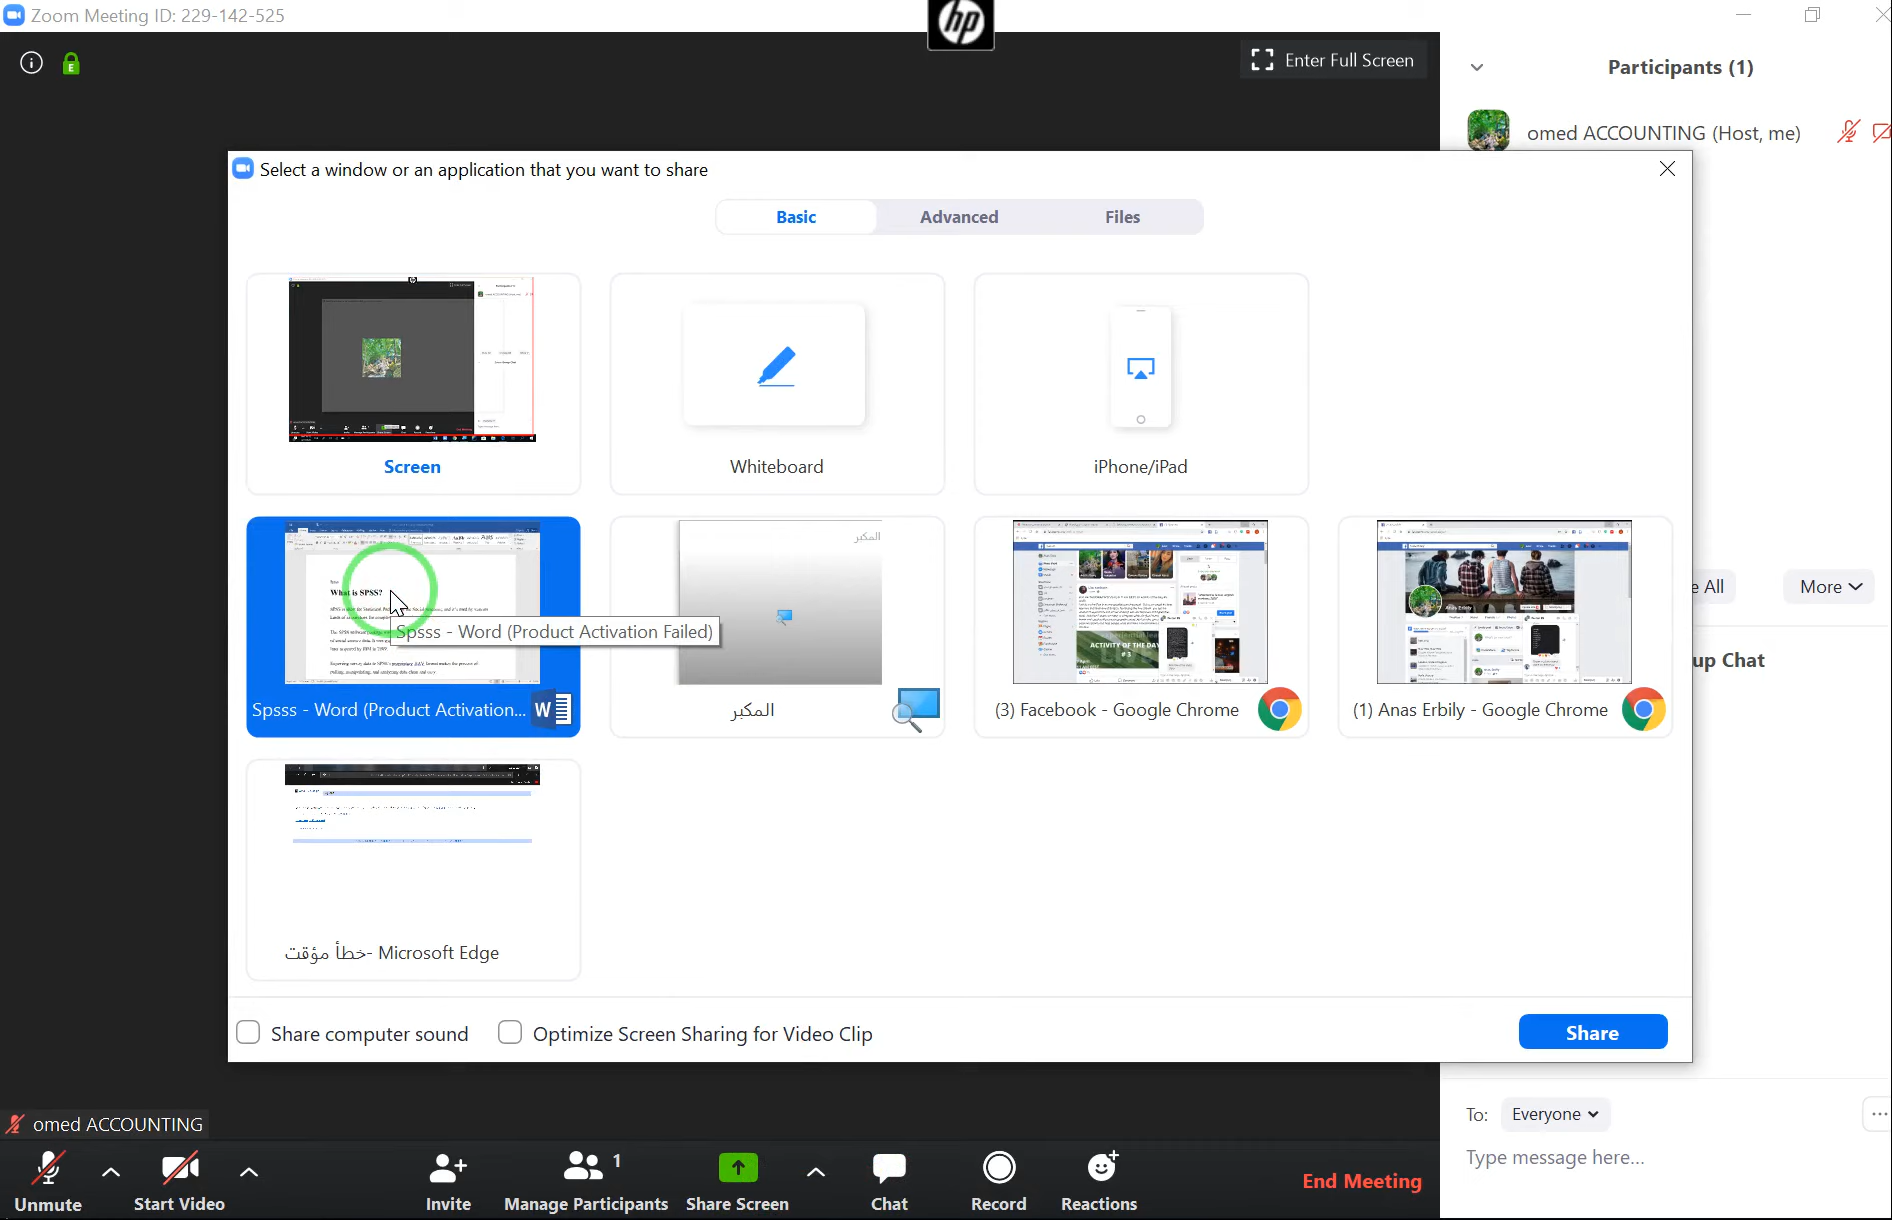 Zoom Meeting ID: 229-142-525
hp
Enter Full Screen
Participants (1)
omed ACCOUNTING (Host, me)
Select a window or an application that you want to share
Basic
Advanced
Files
Screen
Whiteboard
iPhone/iPad
What is SPSS?
المكبر
ACTIVITY OF THE DAY
# 3
Anas Erbily
Spsss - Word (Product Activation Failed)
Spsss - Word (Product Activation...
المكبر
(3) Facebook - Google Chrome
(1) Anas Erbily - Google Chrome
خطأ مؤقت- Microsoft Edge
e All
More
up Chat
Share computer sound
Optimize Screen Sharing for Video Clip
Share
To:
Everyone
Type message here...
omed ACCOUNTING
Unmute
Start Video
Invite
1
Manage Participants
Share Screen
Chat
Record
Reactions
End Meeting